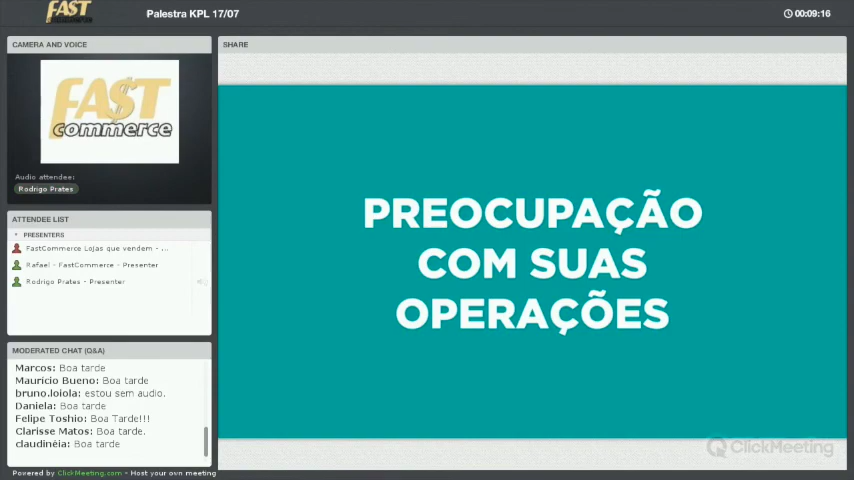 FAST
Palestra KPL 17/07
00:09:16
CAMERA AND VOICE
FAST
commerce
Audio attendee:
Rodrigo Prates
ATTENDEE LIST
PRESENTERS
FastCommerce Lojas que vendem - ...
Rafael - FastCommerce - Presenter
Rodrigo Prates - Presenter
MODERATED CHAT (Q&A)
Marcos: Boa tarde
Maurício Bueno: Boa tarde
bruno.loiola: estou sem audio.
Daniela: Boa tarde
Felipe Toshio: Boa Tarde!!!
Clarisse Matos: Boa tarde.
claudinêia: Boa tarde
Powered by ClickMeeting.com - Host your own meeting
SHARE
PREOCUPAÇÃO
COM SUAS
OPERAÇÕES
ClickMeeting